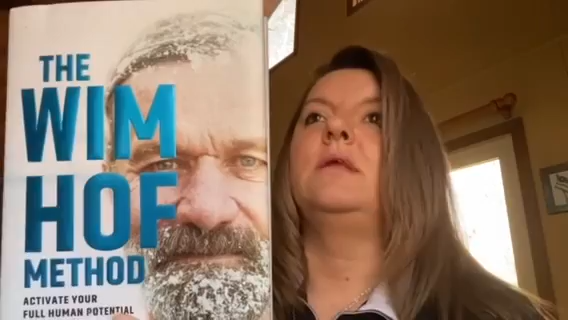 THE
WIM
HOF
METHOD
ACTIVATE YOUR
FULL HUMAN POTENTIAL